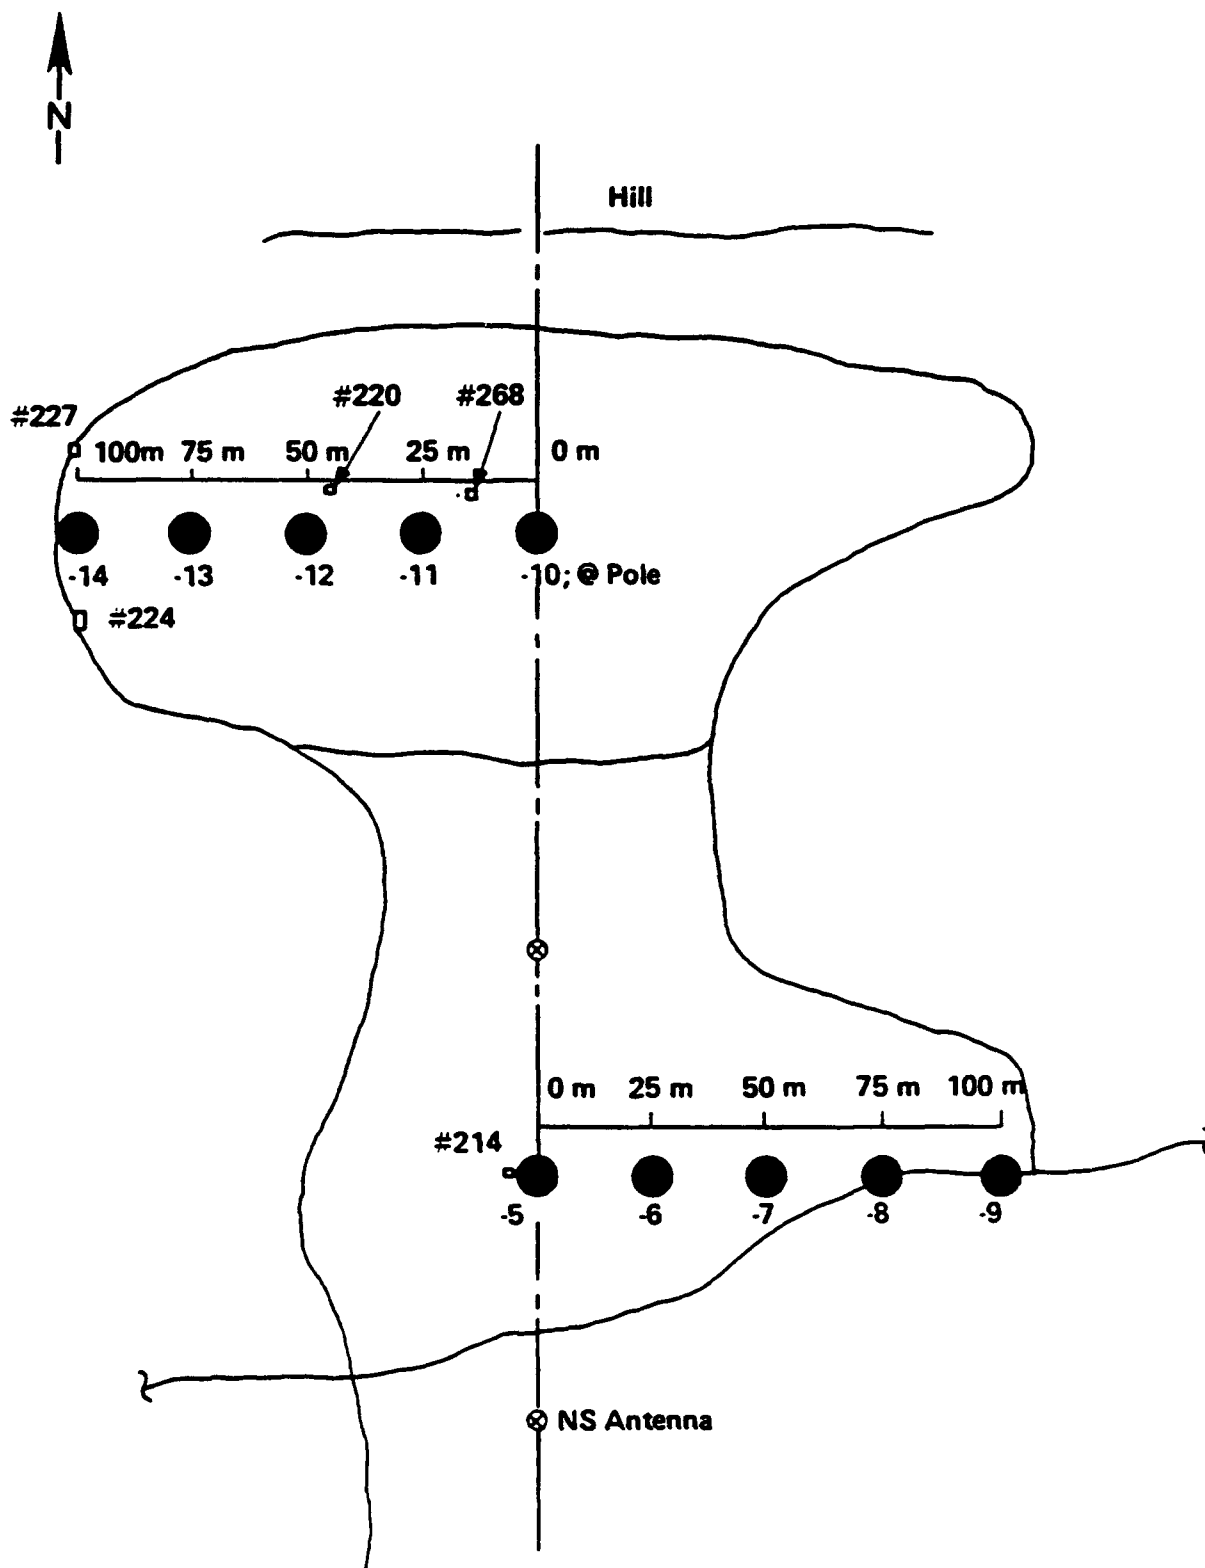 N
Hill
#220 #268
#227
100m 75 m 50 m 25 m 0 m
-14 -13 -12 -11 -10; @ Pole
#224
0 m 25 m 50 m 75 m 100 m
#214
-5 -6 -7 -8 -9
NS Antenna